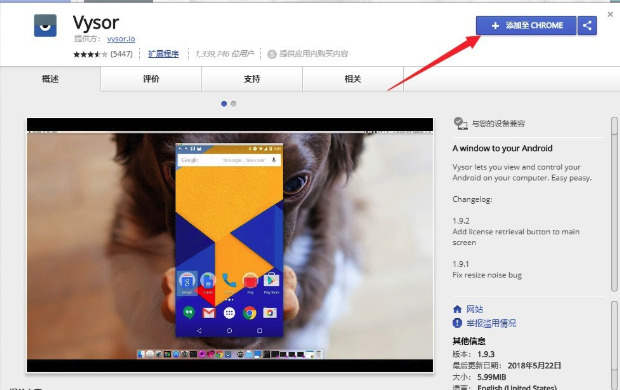 Vysor
提供方： vysor.io
(5447) 扩展程序 1,339,746 位用户 提供应用内购买内容
添加至 CHROME
概述 评价 支持 相关
与您的设备兼容
A window to your Android
Vysor lets you view and control your
Android on your computer. Easy peasy.
Changelog:
1.9.2
Add license retrieval button to main
screen
1.9.1
Fix resize noise bug
网站
举报滥用情况
其他信息
版本： 1.9.3
最后更新日期： 2018年5月22日
大小： 5.99MIB
语言： English (United States)
Google
Play Store